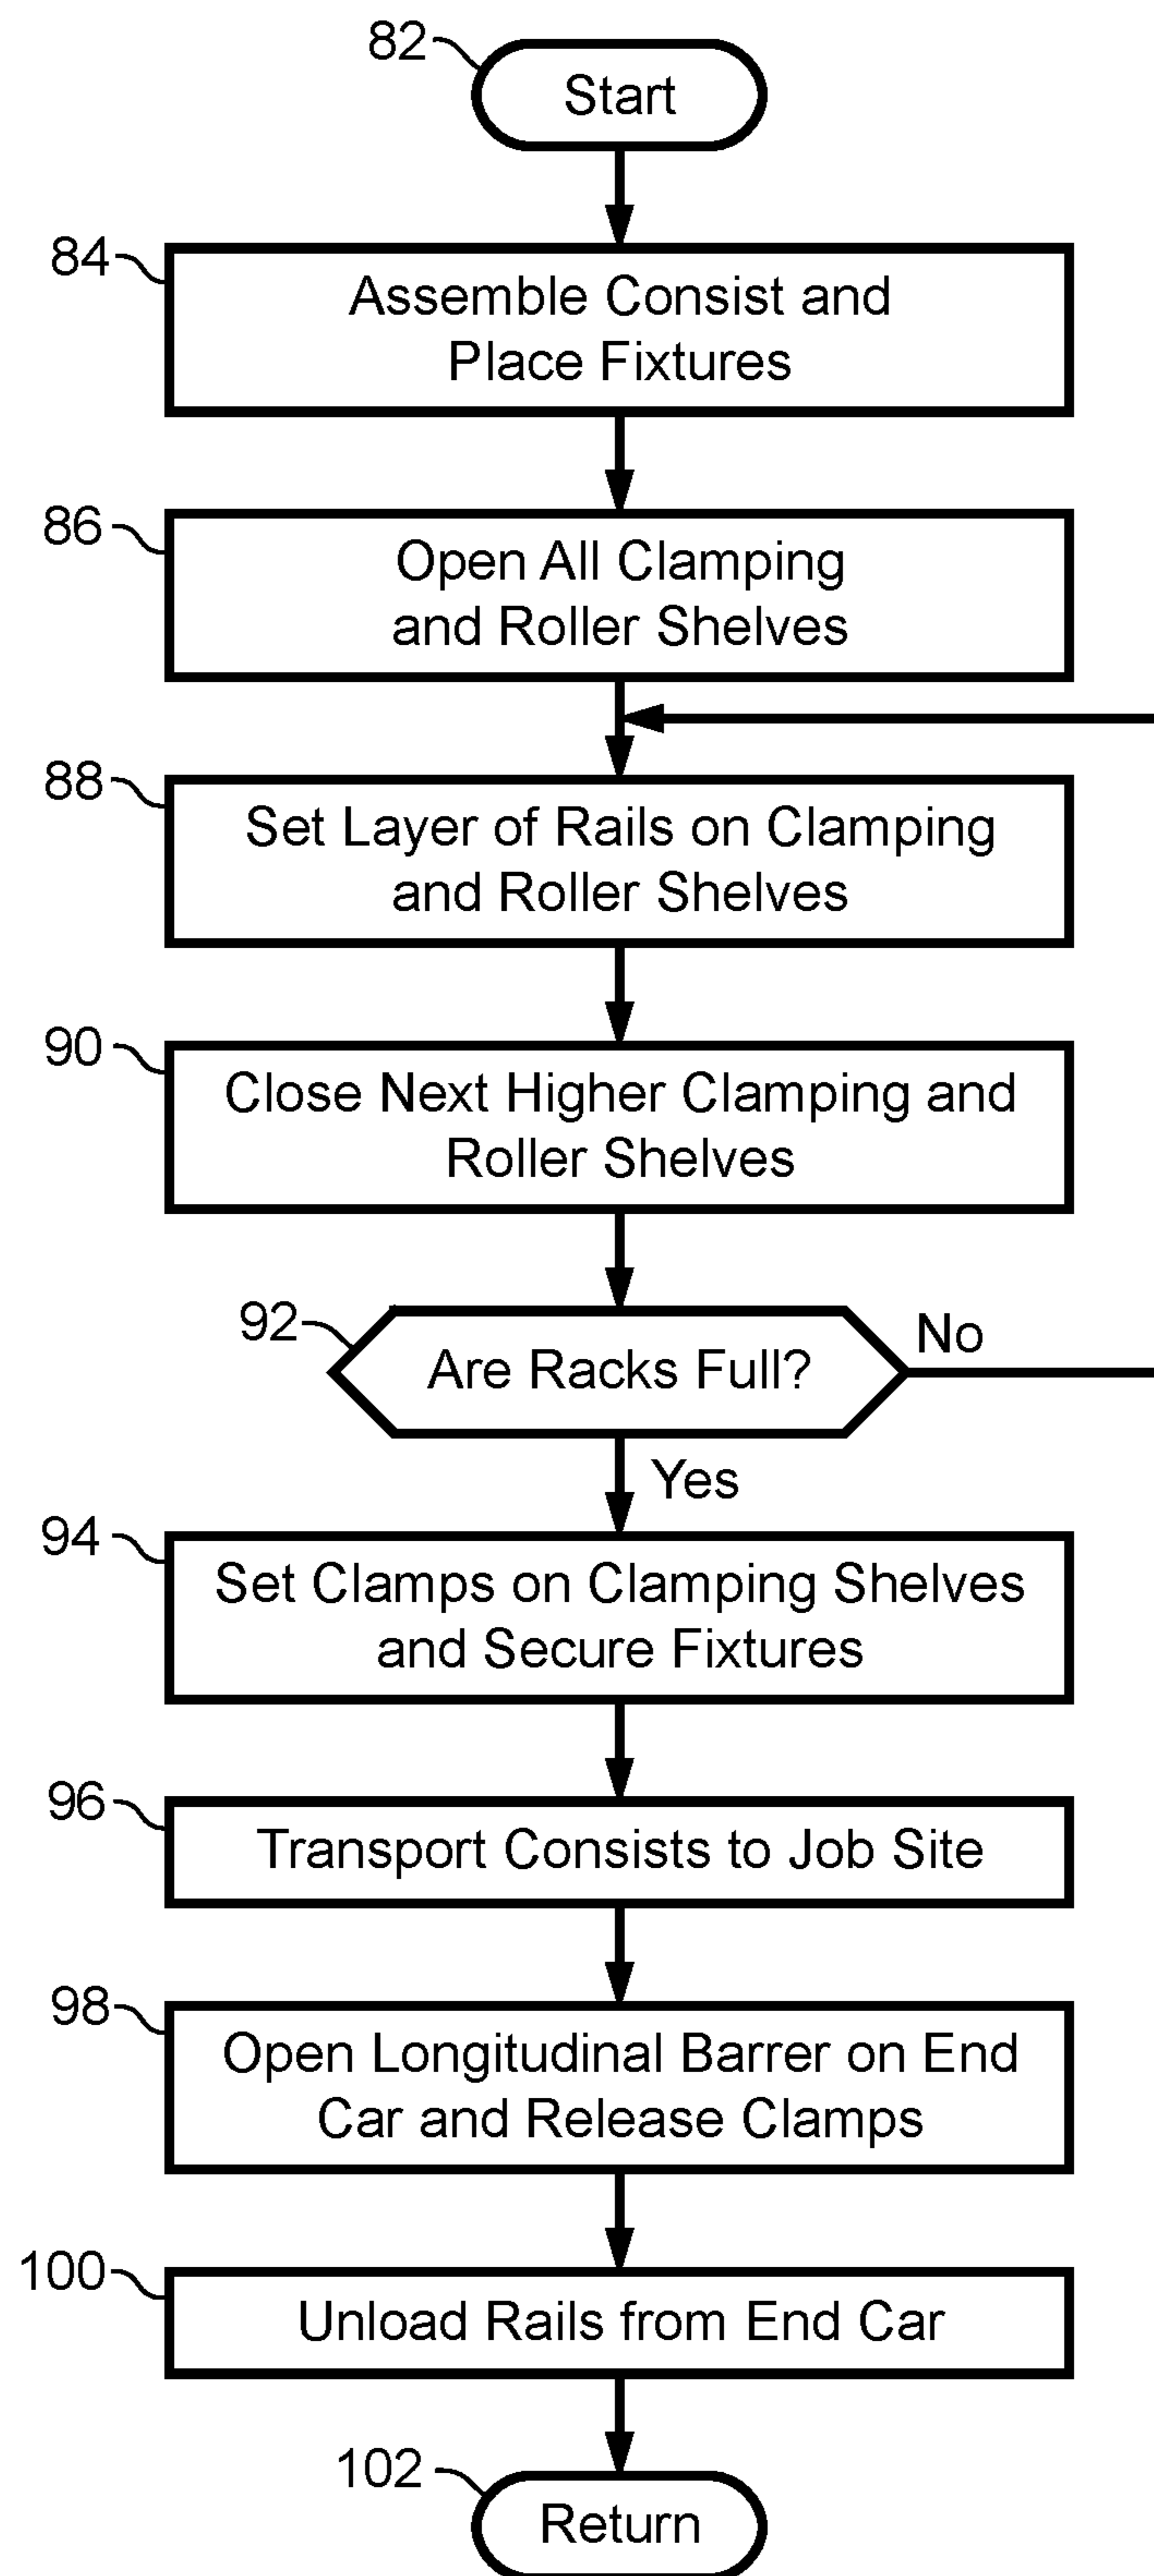 82
Start
84
Assemble Consist and
Place Fixtures
86
Open All Clamping
and Roller Shelves
88
Set Layer of Rails on Clamping
and Roller Shelves
90
Close Next Higher Clamping and
Roller Shelves
92
Are Racks Full?
No
Yes
94
Set Clamps on Clamping Shelves
and Secure Fixtures
96
Transport Consists to Job Site
98
Open Longitudinal Barrer on End
Car and Release Clamps
100
Unload Rails from End Car
102
Return